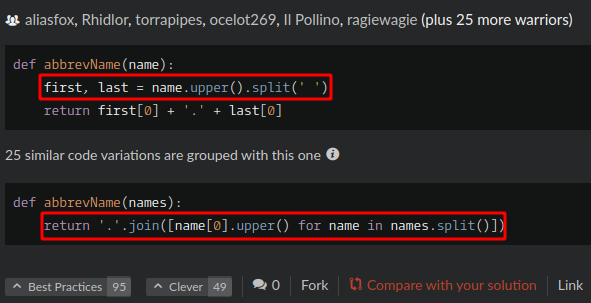 aliasfox, Rhidlor, torrapipes, ocelot269, Il Pollino, ragiewagie (plus 25 more warriors)
def abbrevName(name):
    first, last = name.upper().split(' ')
    return first[0] + '.' + last[0]
25 similar code variations are grouped with this one
def abbrevName(names):
    return '.'.join([name[0].upper() for name in names.split()])
Best Practices 95 Clever 49 0 Fork Compare with your solution Link